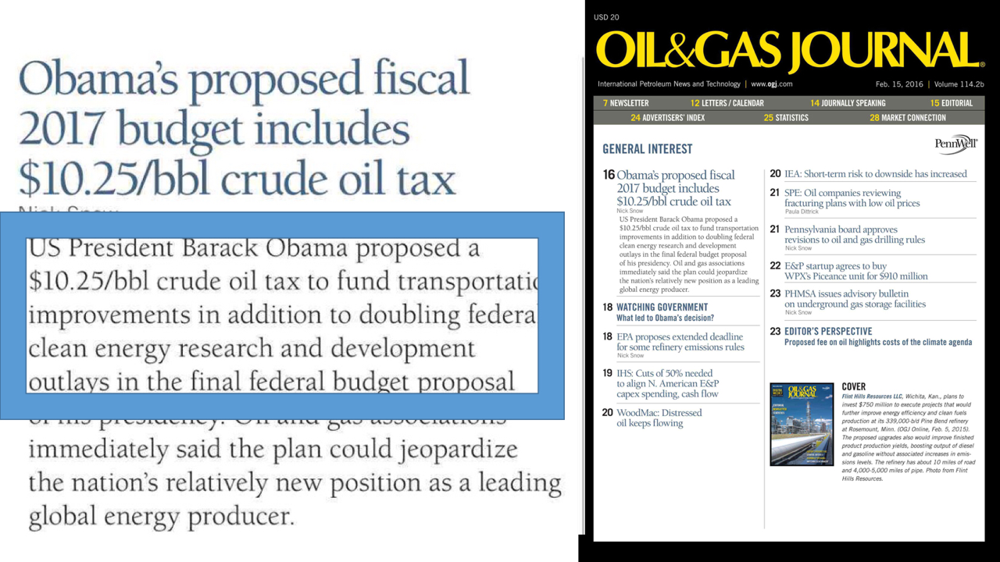 Obama's proposed fiscal
2017 budget includes
$10.25/bbl crude oil tax
Nick Snow
US President Barack Obama proposed a
$10.25/bbl crude oil tax to fund transportatio
improvements in addition to doubling federa
clean energy research and development
outlays in the final federal budget proposal
of his presidency. Oil and gas associations
immediately said the plan could jeopardize
the nation's relatively new position as a leading
global energy producer.
USD 20
OIL&GAS JOURNAL®
International Petroleum News and Technology | www.ogj.com
Feb. 15, 2016 | Volume 114.2b
7 NEWSLETTER 12 LETTERS / CALENDAR 14 JOURNALLY SPEAKING 15 EDITORIAL
24 ADVERTISERS' INDEX 25 STATISTICS 28 MARKET CONNECTION
GENERAL INTEREST
PennWell
16 Obama's proposed fiscal
2017 budget includes
$10.25/bbl crude oil tax
Nick Snow
US President Barack Obama proposed a
$10.25/bbl crude oil tax to fund transportation
improvements in addition to doubling federal
clean energy research and development
outlays in the final federal budget proposal
of his presidency. Oil and gas associations
immediately said the plan could jeopardize
the nation's relatively new position as a leading
global energy producer.
18 WATCHING GOVERNMENT
What led to Obama's decision?
18 EPA proposes extended deadline
for some refinery emissions rules
Nick Snow
19 IHS: Cuts of 50% needed
to align N. American E&P
capex spending, cash flow
20 WoodMac: Distressed
oil keeps flowing
20 IEA: Short-term risk to downside has increased
21 SPE: Oil companies reviewing
fracturing plans with low oil prices
Paula Dittrick
21 Pennsylvania board approves
revisions to oil and gas drilling rules
Nick Snow
22 E&P startup agrees to buy
WPX's Piceance unit for $910 million
23 PHMSA issues advisory bulletin
on underground gas storage facilities
Nick Snow
23 EDITOR'S PERSPECTIVE
Proposed fee on oil highlights costs of the climate agenda
OIL&GAS
JOURNAL
COVER
Flint Hills Resources LLC, Wichita, Kan., plans to
invest $750 million to execute projects that would
further improve energy efficiency and clean fuels
production at its 339,000-b/d Pine Bend refinery
at Rosemount, Minn. (OGJ Online, Feb. 5, 2015).
The proposed upgrades also would improve finished
product production yields, boosting output of diesel
and gasoline without associated increases in emis-
sions levels. The refinery has about 10 miles of road
and 4,000-5,000 miles of pipe. Photo from Flint
Hills Resources.